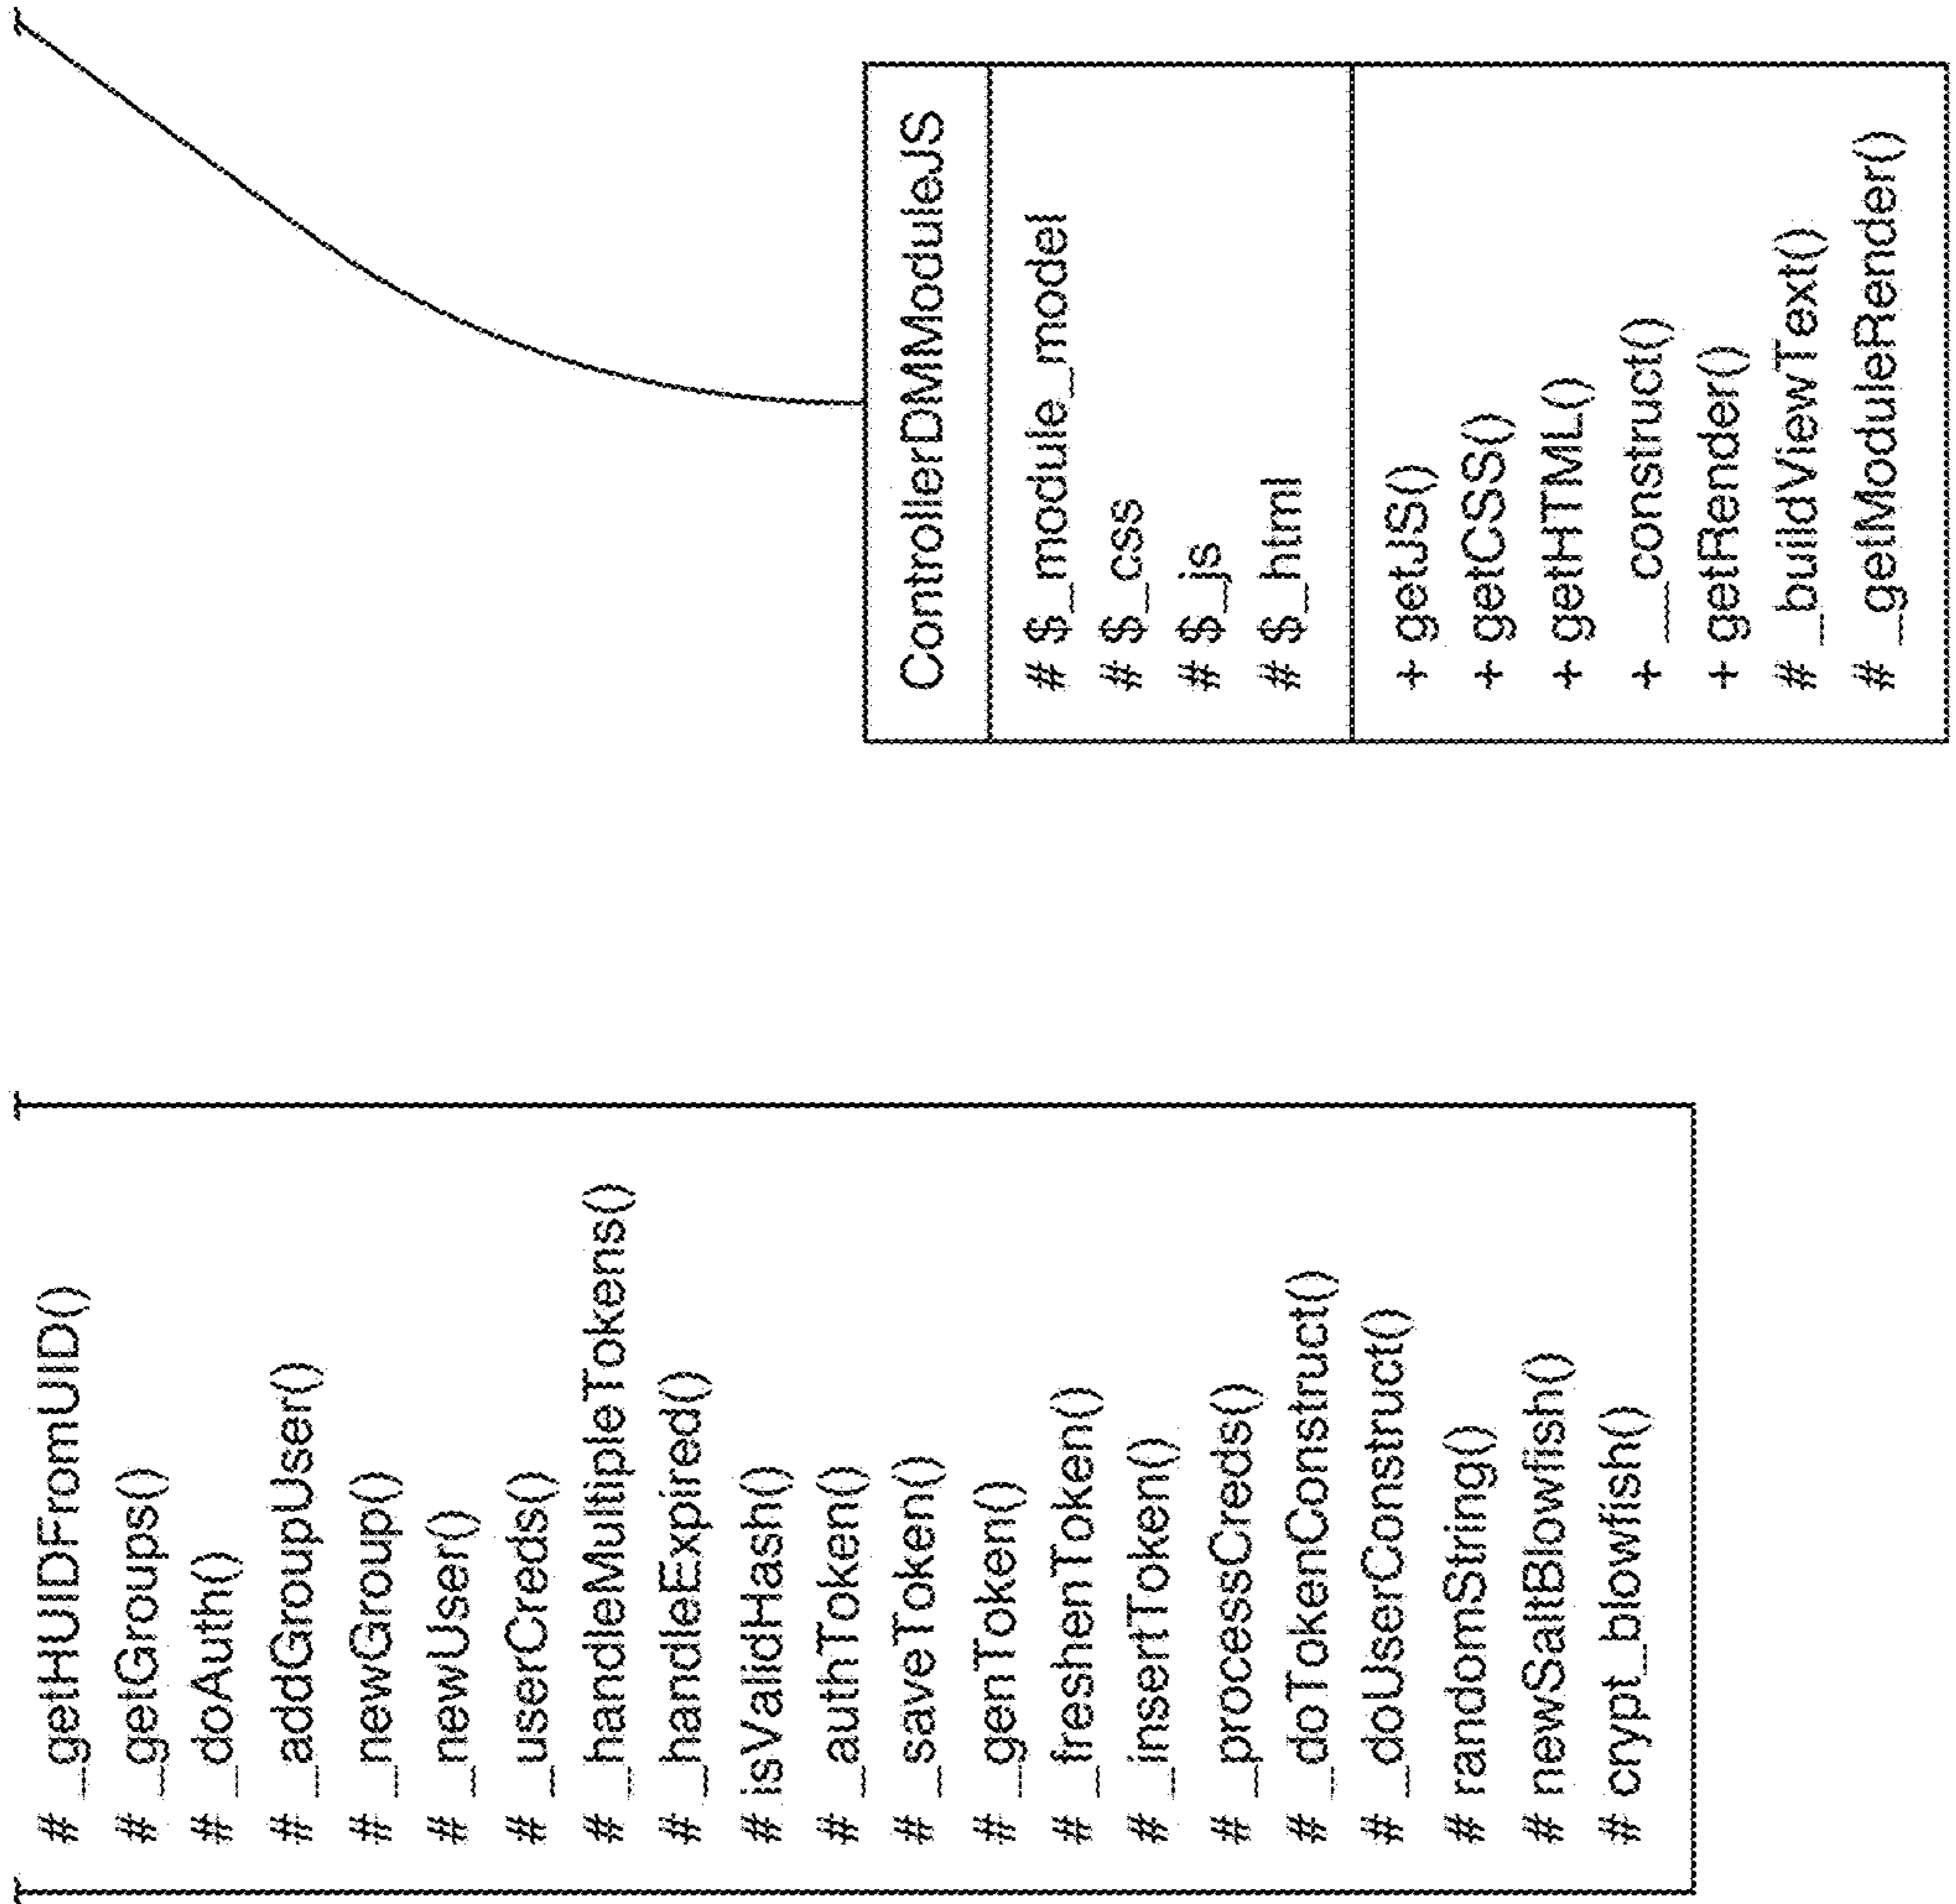 # _getHUIDFromUID()
# _getGroups()
# _doAuth()
# _addGroupUser()
# _newGroup()
# _newUser()
# _userCreds()
# _handleMultipleTokens()
# _handleExpired()
# isValidHash()
# _authToken()
# _saveToken()
# _genToken()
# _freshenToken()
# _insertToken()
# _processCreds()
# _doTokenConstruct()
# _doUserConstruct()
# randomString()
# newSaltBlowfish()
# crypt_blowfish()
ControllerDMModuleJS
# $_module_model
# $_css
# $_js
# $_html
+ getJS()
+ getCSS()
+ getHTML()
+ __construct()
+ getRender()
# _buildViewText()
# _getModuleRender()